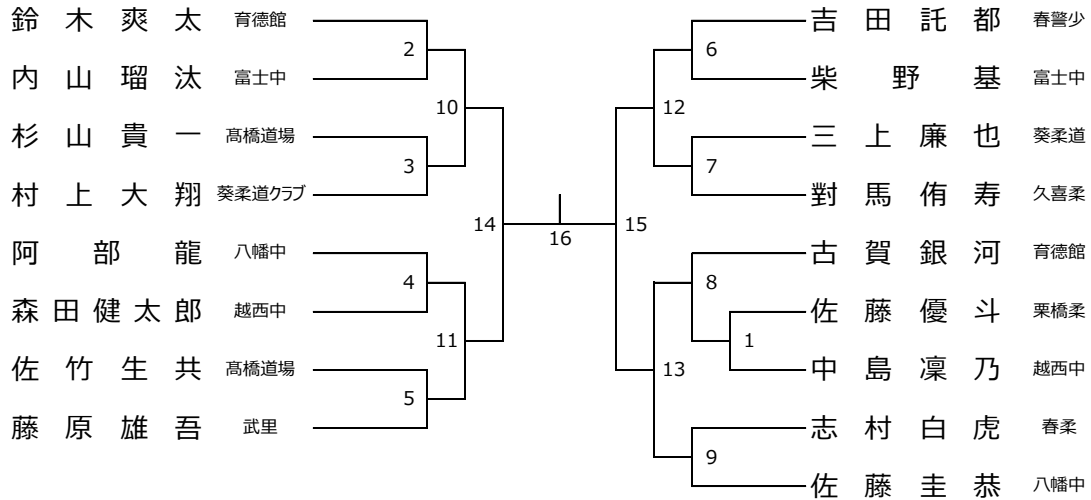 鈴木爽太 育德館
2
内山瑠汰 富士中
10
杉山貴一 髙橋道場
3
村上大翔 葵柔道クラブ
14
阿部龍 八幡中
4
森田健太郎 越西中
11
佐竹生共 髙橋道場
5
藤原雄吾 武里
16
吉田託都 春警少
6
柴野基 富士中
12
三上廉也 葵柔道
7
對馬侑寿 久喜柔
15
古賀銀河 育德館
8
佐藤優斗 栗橋柔
1
中島凜乃 越西中
13
志村白虎 春柔
9
佐藤圭恭 八幡中